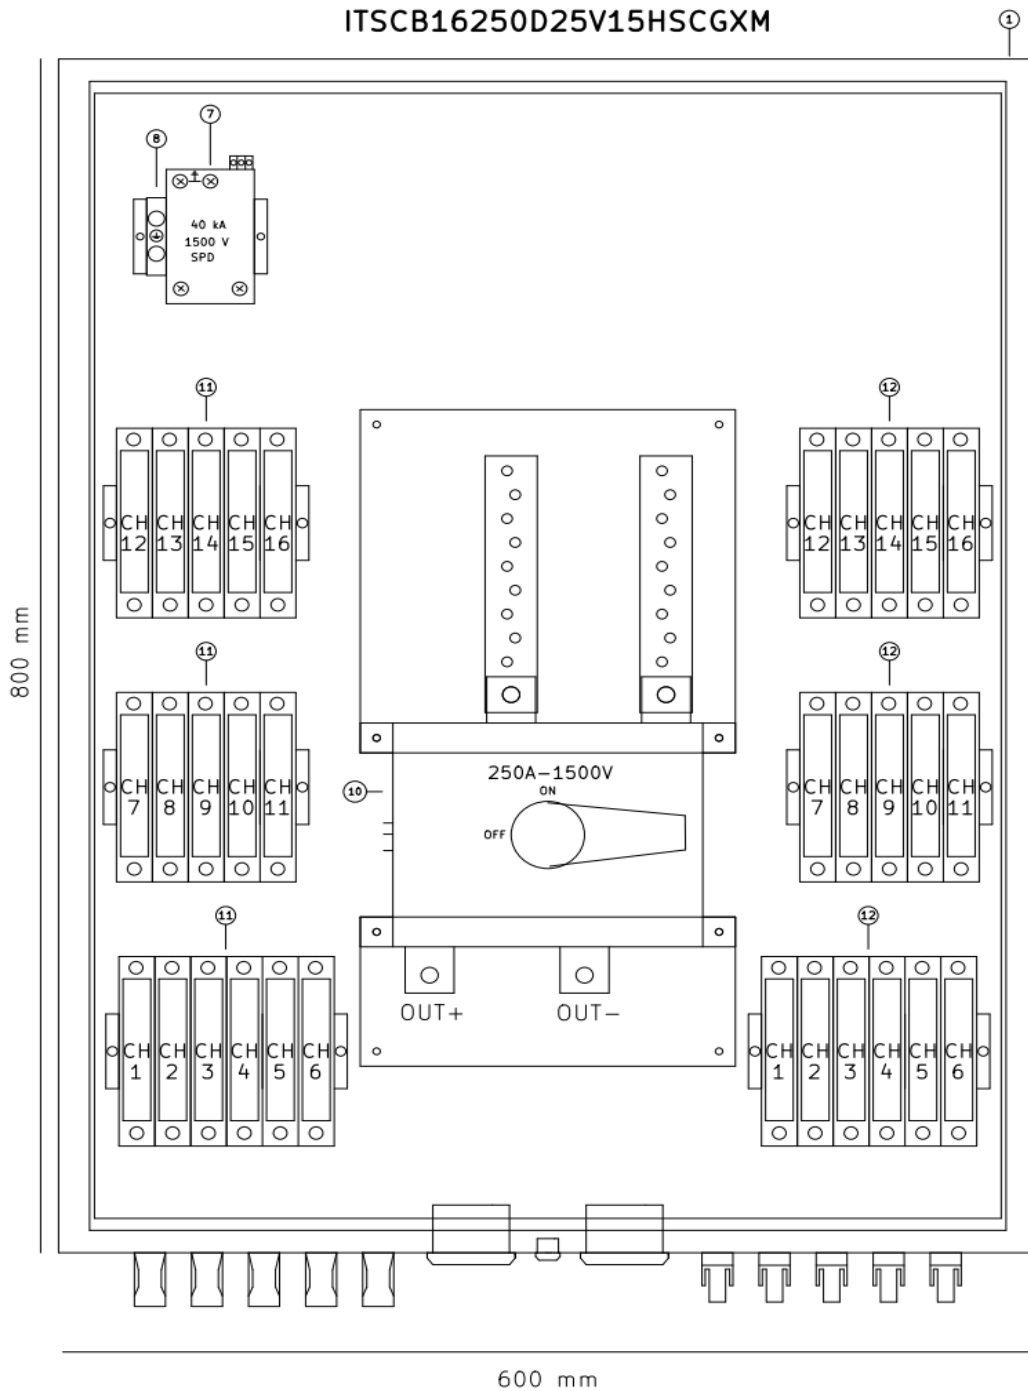 ITSCB16250D25V15HSCGXM
1
7
8
40 kA
1500 V
SPD
11
12
CH CH CH CH CH
12 13 14 15 16
CH CH CH CH CH
12 13 14 15 16
800 mm
11
12
CH CH CH CH CH
7 8 9 10 11
CH CH CH CH CH
7 8 9 10 11
250A-1500V
10
ON
OFF
11
12
OUT+ OUT-
CH CH CH CH CH CH
1 2 3 4 5 6
CH CH CH CH CH CH
1 2 3 4 5 6
600 mm